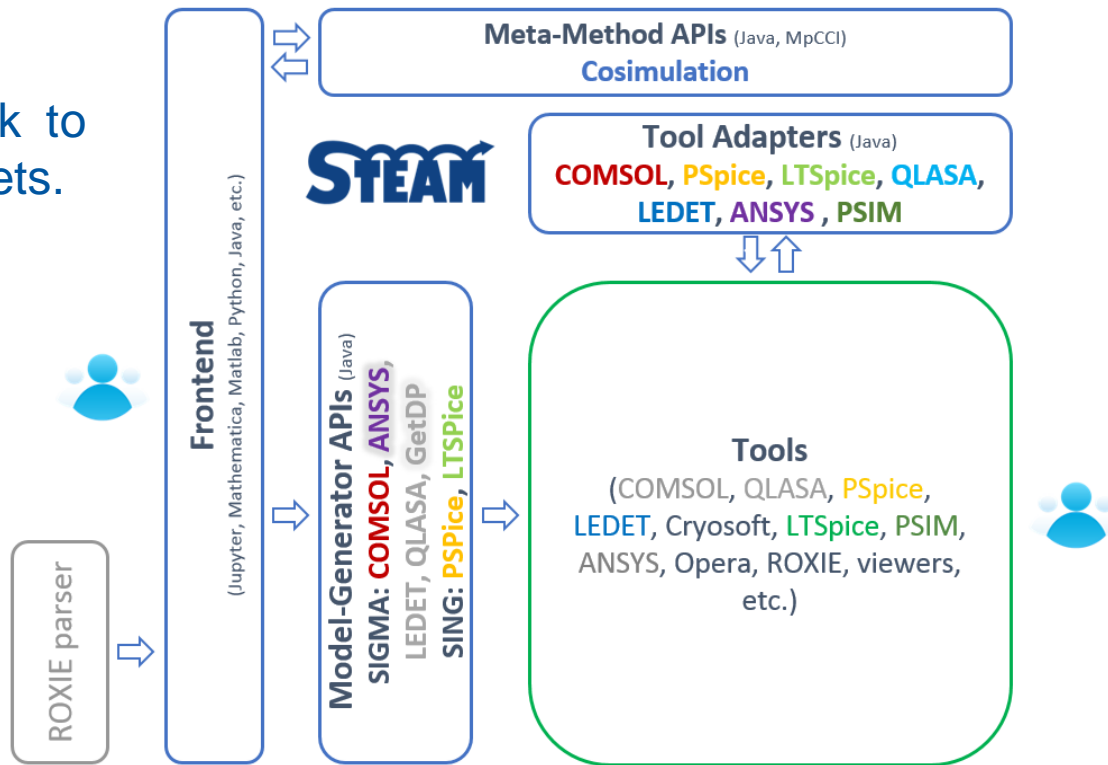 k to
ets.
Meta-Method APIs (Java, MpCCI)
Cosimulation
STEAM
Tool Adapters (Java)
COMSOL, PSpice, LTSpice, QLASA,
LEDET, ANSYS , PSIM
Frontend
(Jupyter, Mathematica, Matlab, Python, Java, etc.)
ROXIE parser
Model-Generator APIs (Java)
SIGMA: COMSOL, ANSYS,
LEDET, QLASA, GetDP
SING: PSPice, LTSPice
Tools
(COMSOL, QLASA, PSpice,
LEDET, Cryosoft, LTSpice, PSIM,
ANSYS, Opera, ROXIE, viewers,
etc.)